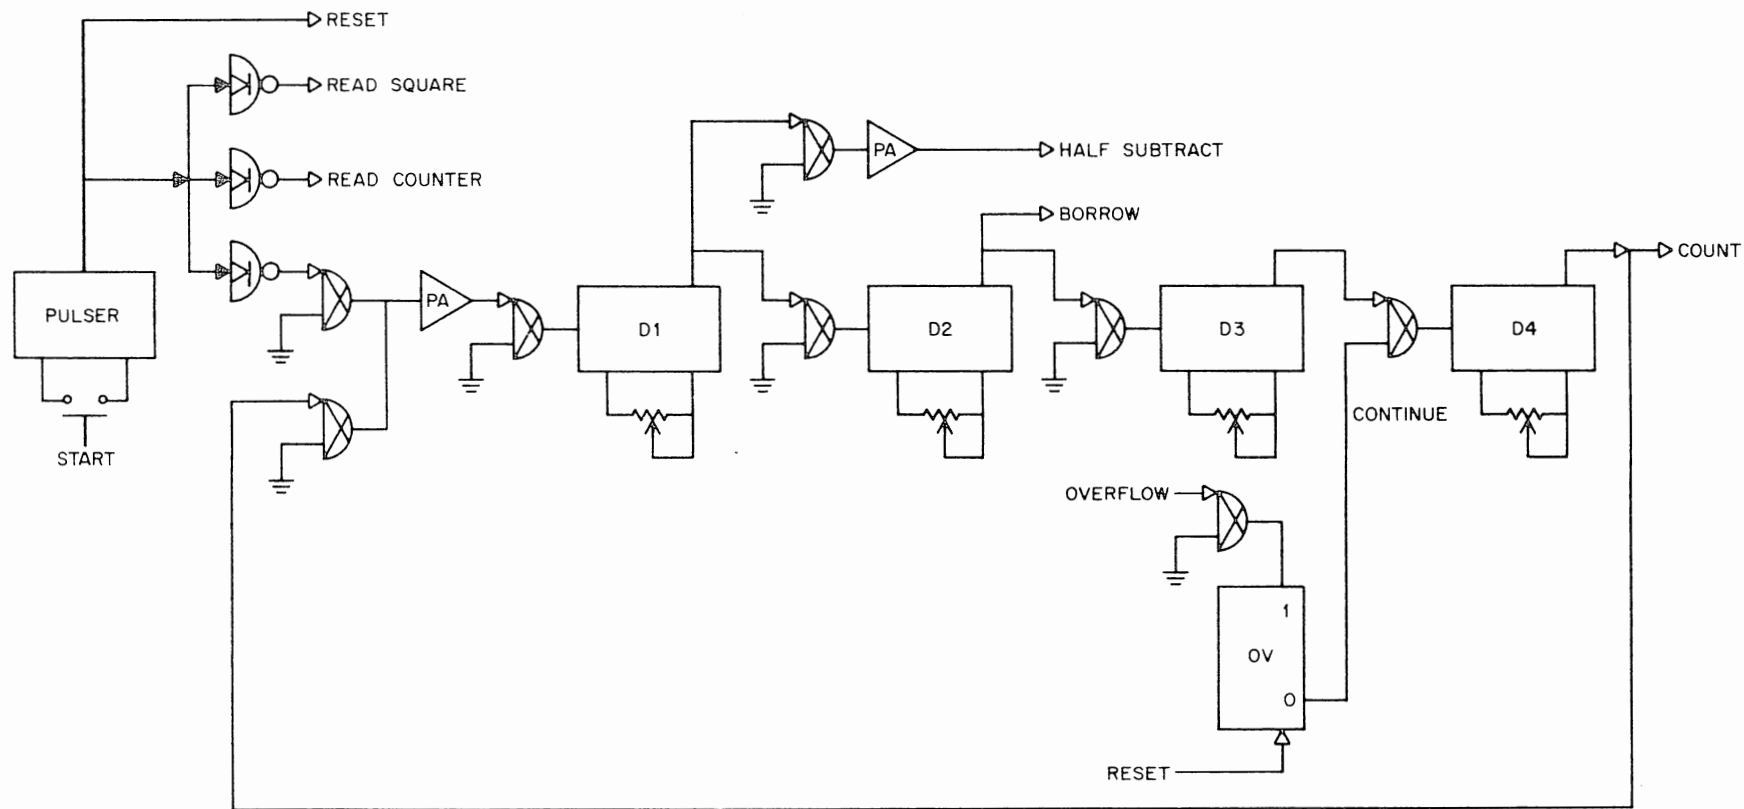 RESET
READ SQUARE
PA
HALF SUBTRACT
READ COUNTER
BORROW
COUNT
PULSER
PA
D1
D2
D3
D4
CONTINUE
START
OVERFLOW
1
OV
0
RESET